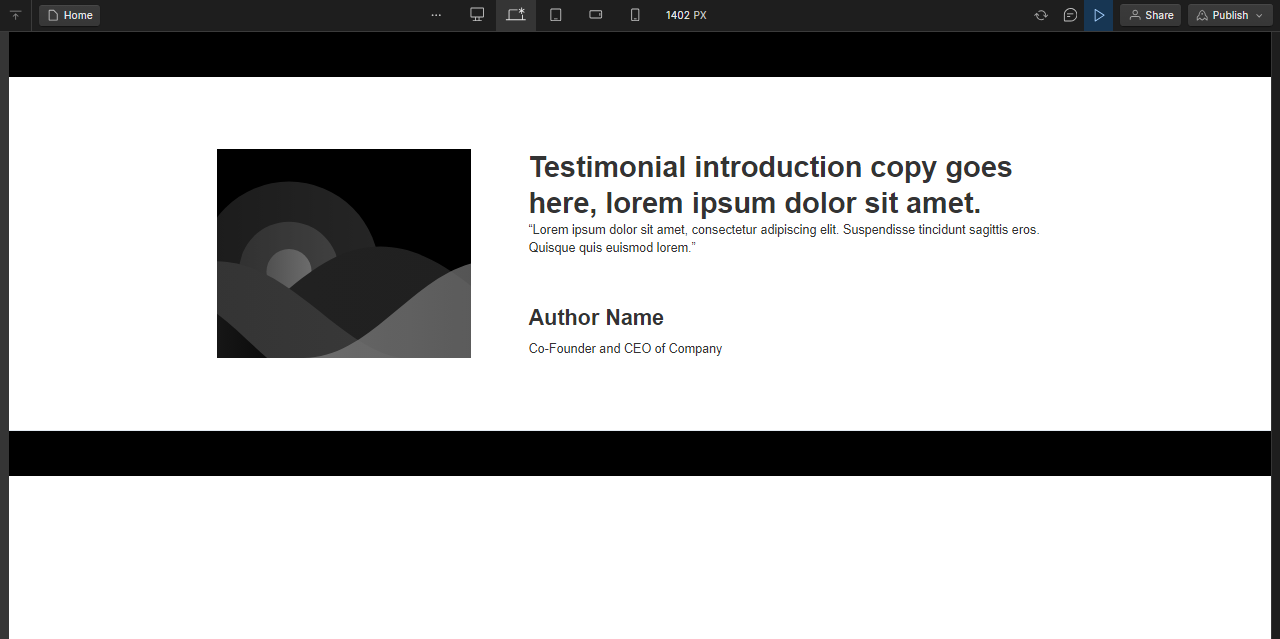 Home
1402 PX
Share
Publish
Testimonial introduction copy goes
here, lorem ipsum dolor sit amet.
“Lorem ipsum dolor sit amet, consectetur adipiscing elit. Suspendisse tincidunt sagittis eros.
Quisque quis euismod lorem.”
Author Name
Co-Founder and CEO of Company